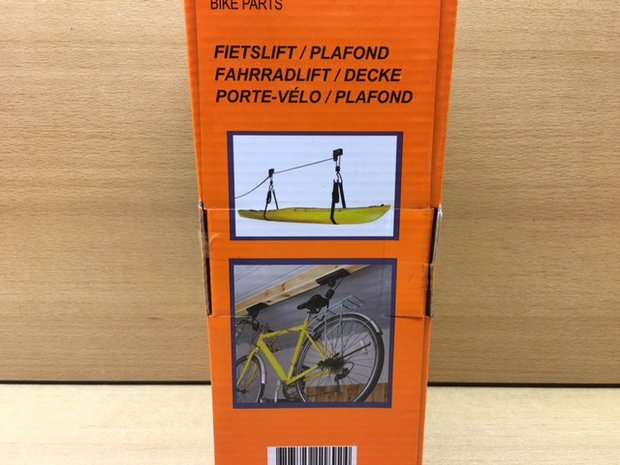 BIKE PARTS
FIETSLIFT / PLAFOND
FAHRRADLIFT / DECKE
PORTE-VÉLO / PLAFOND